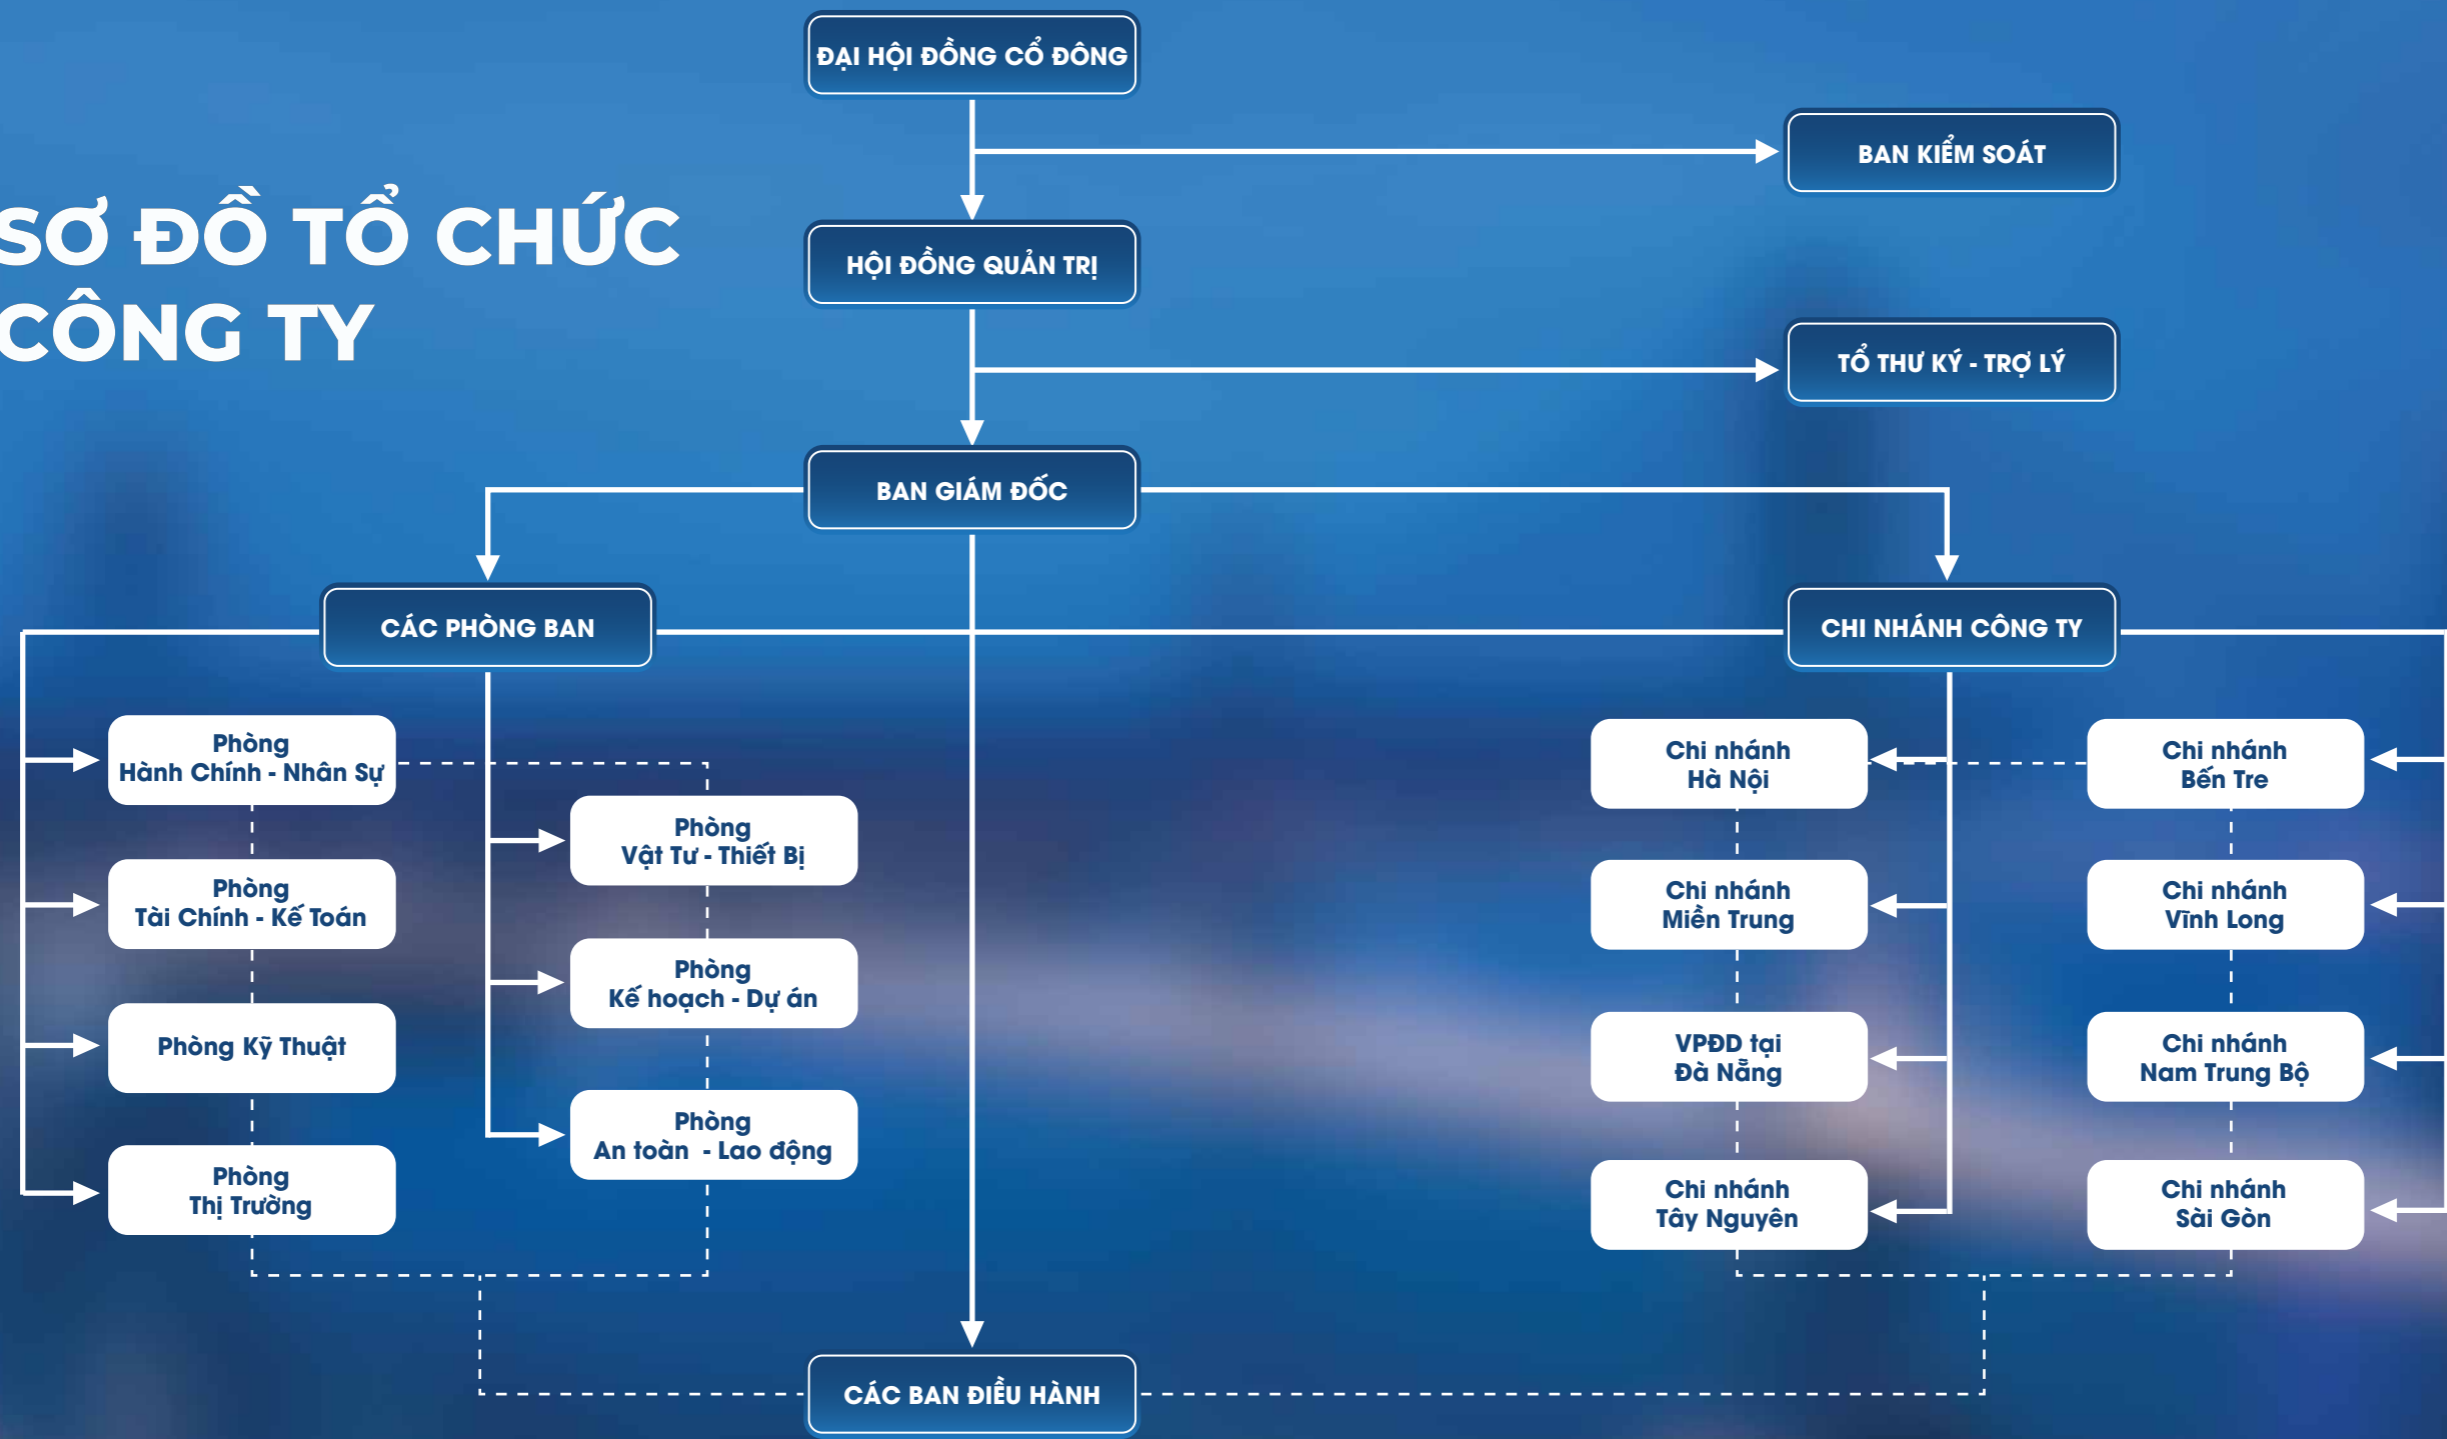 ĐẠI HỘI ĐỒNG CỔ ĐÔNG
BAN KIỂM SOÁT
SƠ ĐỒ TỔ CHỨC
CÔNG TY
HỘI ĐỒNG QUẢN TRỊ
TỔ THƯ KÝ - TRỢ LÝ
BAN GIÁM ĐỐC
CÁC PHÒNG BAN
CHI NHÁNH CÔNG TY
Phòng
Hành Chính - Nhân Sự
Phòng
Tài Chính - Kế Toán
Phòng Kỹ Thuật
Phòng
Thị Trường
Phòng
Vật Tư - Thiết Bị
Phòng
Kế hoạch - Dự án
Phòng
An toàn - Lao động
Chi nhánh
Hà Nội
Chi nhánh
Miền Trung
VPĐD tại
Đà Nẵng
Chi nhánh
Tây Nguyên
Chi nhánh
Bến Tre
Chi nhánh
Vĩnh Long
Chi nhánh
Nam Trung Bộ
Chi nhánh
Sài Gòn
CÁC BAN ĐIỀU HÀNH